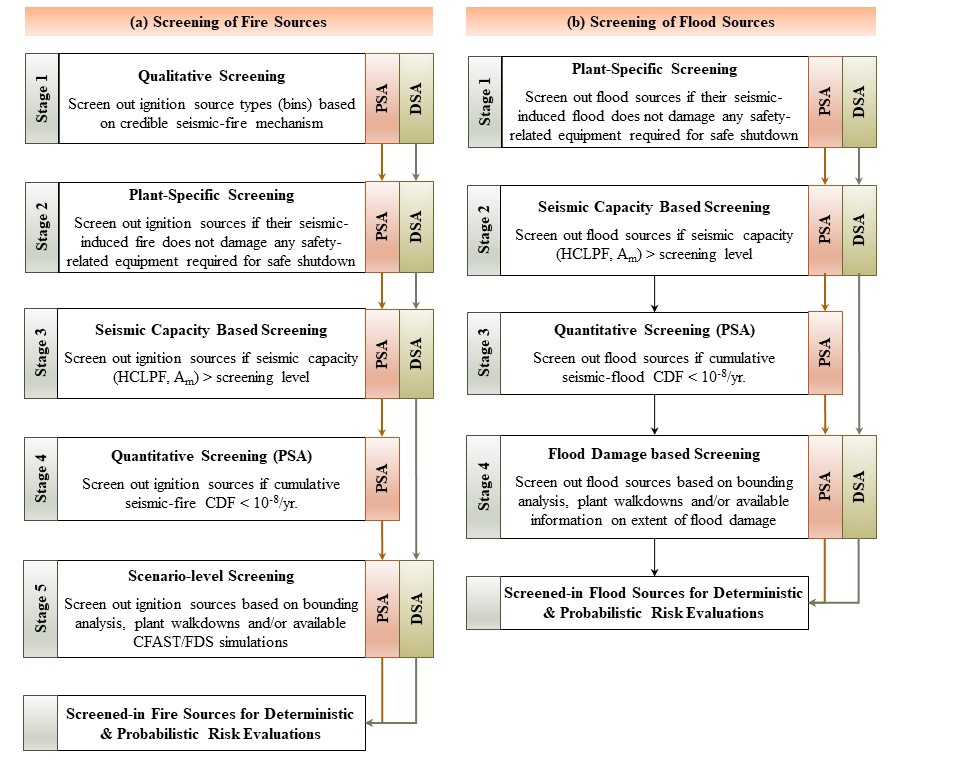 (a) Screening of Fire Sources
Stage 1
Qualitative Screening
Screen out ignition source types (bins) based
on credible seismic-fire mechanism
PSA
DSA
Stage 2
Plant-Specific Screening
Screen out ignition sources if their seismic-
induced fire does not damage any safety-
related equipment required for safe shutdown
PSA
DSA
Stage 3
Seismic Capacity Based Screening
Screen out ignition sources if seismic capacity
(HCLPF, Am) > screening level
PSA
DSA
Stage 4
Quantitative Screening (PSA)
Screen out ignition sources if cumulative
seismic-fire CDF < 10-8/yr.
PSA
Stage 5
Scenario-level Screening
Screen out ignition sources based on bounding
analysis, plant walkdowns and/or available
CFAST/FDS simulations
PSA
DSA
Screened-in Fire Sources for Deterministic
& Probabilistic Risk Evaluations
(b) Screening of Flood Sources
Stage 1
Plant-Specific Screening
Screen out flood sources if their seismic-
induced flood does not damage any safety-
related equipment required for safe shutdown
PSA
DSA
Stage 2
Seismic Capacity Based Screening
Screen out flood sources if seismic capacity
(HCLPF, Am) > screening level
PSA
DSA
Stage 3
Quantitative Screening (PSA)
Screen out flood sources if cumulative
seismic-flood CDF < 10-8/yr.
PSA
Stage 4
Flood Damage based Screening
Screen out flood sources based on bounding
analysis, plant walkdowns and/or available
information on extent of flood damage
PSA
DSA
Screened-in Flood Sources for Deterministic
& Probabilistic Risk Evaluations